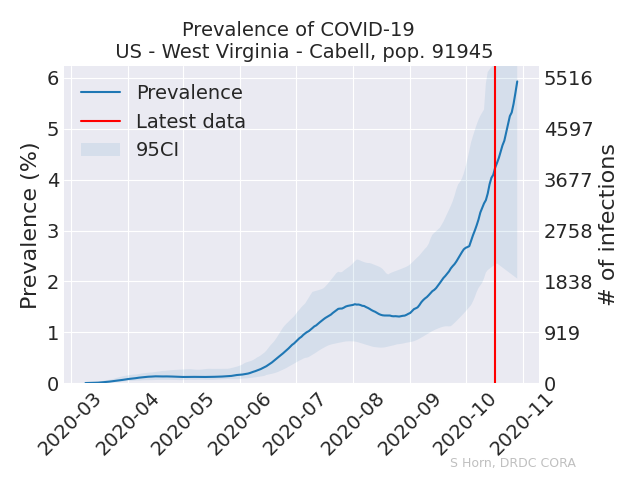 Prevalence of COVID-19
US - West Virginia - Cabell, pop. 91945
Prevalence
Latest data
95CI
Prevalence (%)
6
5
4
3
2
1
0
5516
4597
3677
2758
1838
919
0
# of infections
2020-03
2020-04
2020-05
2020-06
2020-07
2020-08
2020-09
2020-10
2020-11
S Horn, DRDC CORA